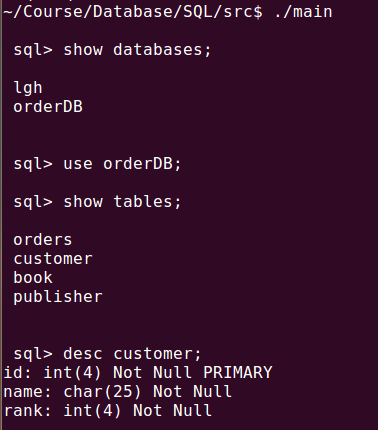 ~/Course/Database/SQL/src$ ./main
sql> show databases;
lgh
orderDB
sql> use orderDB;
sql> show tables;
orders
customer
book
publisher
sql> desc customer;
id: int(4) Not Null PRIMARY
name: char(25) Not Null
rank: int(4) Not Null